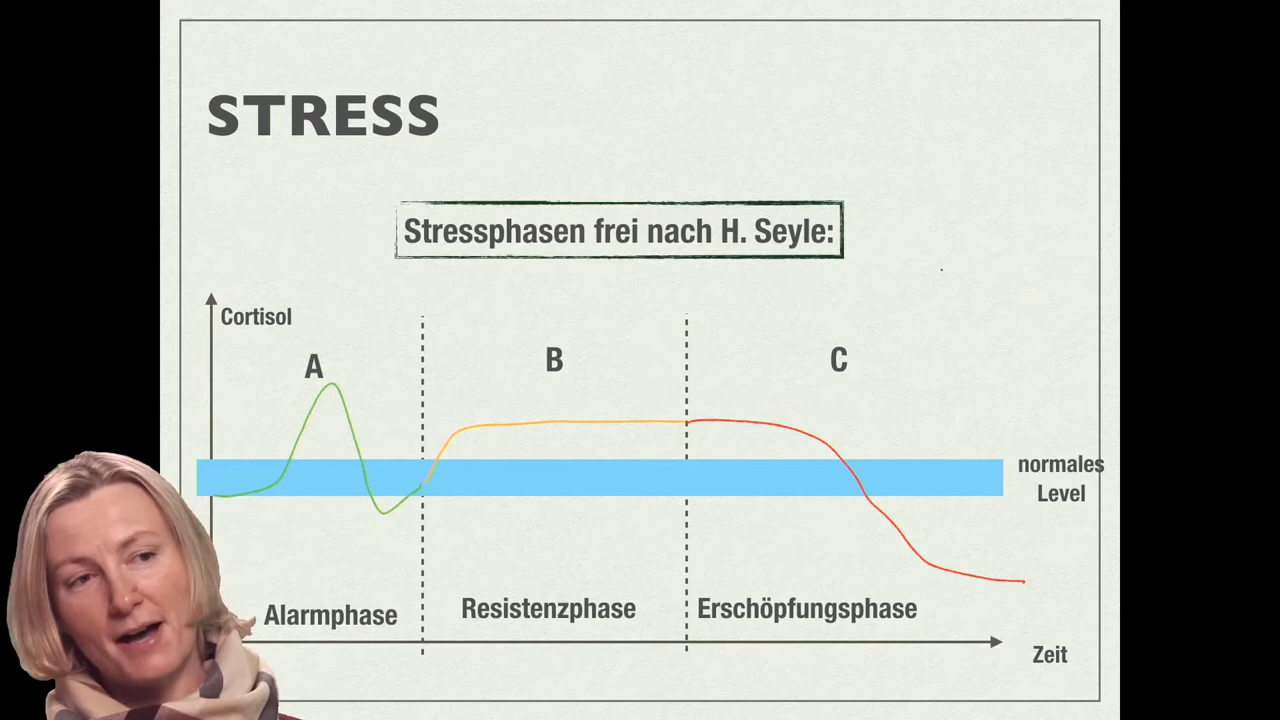 STRESS
Stressphasen frei nach H. Seyle:
Cortisol
A
B
C
normales
Level
Alarmphase
Resistenzphase
Erschöpfungsphase
Zeit